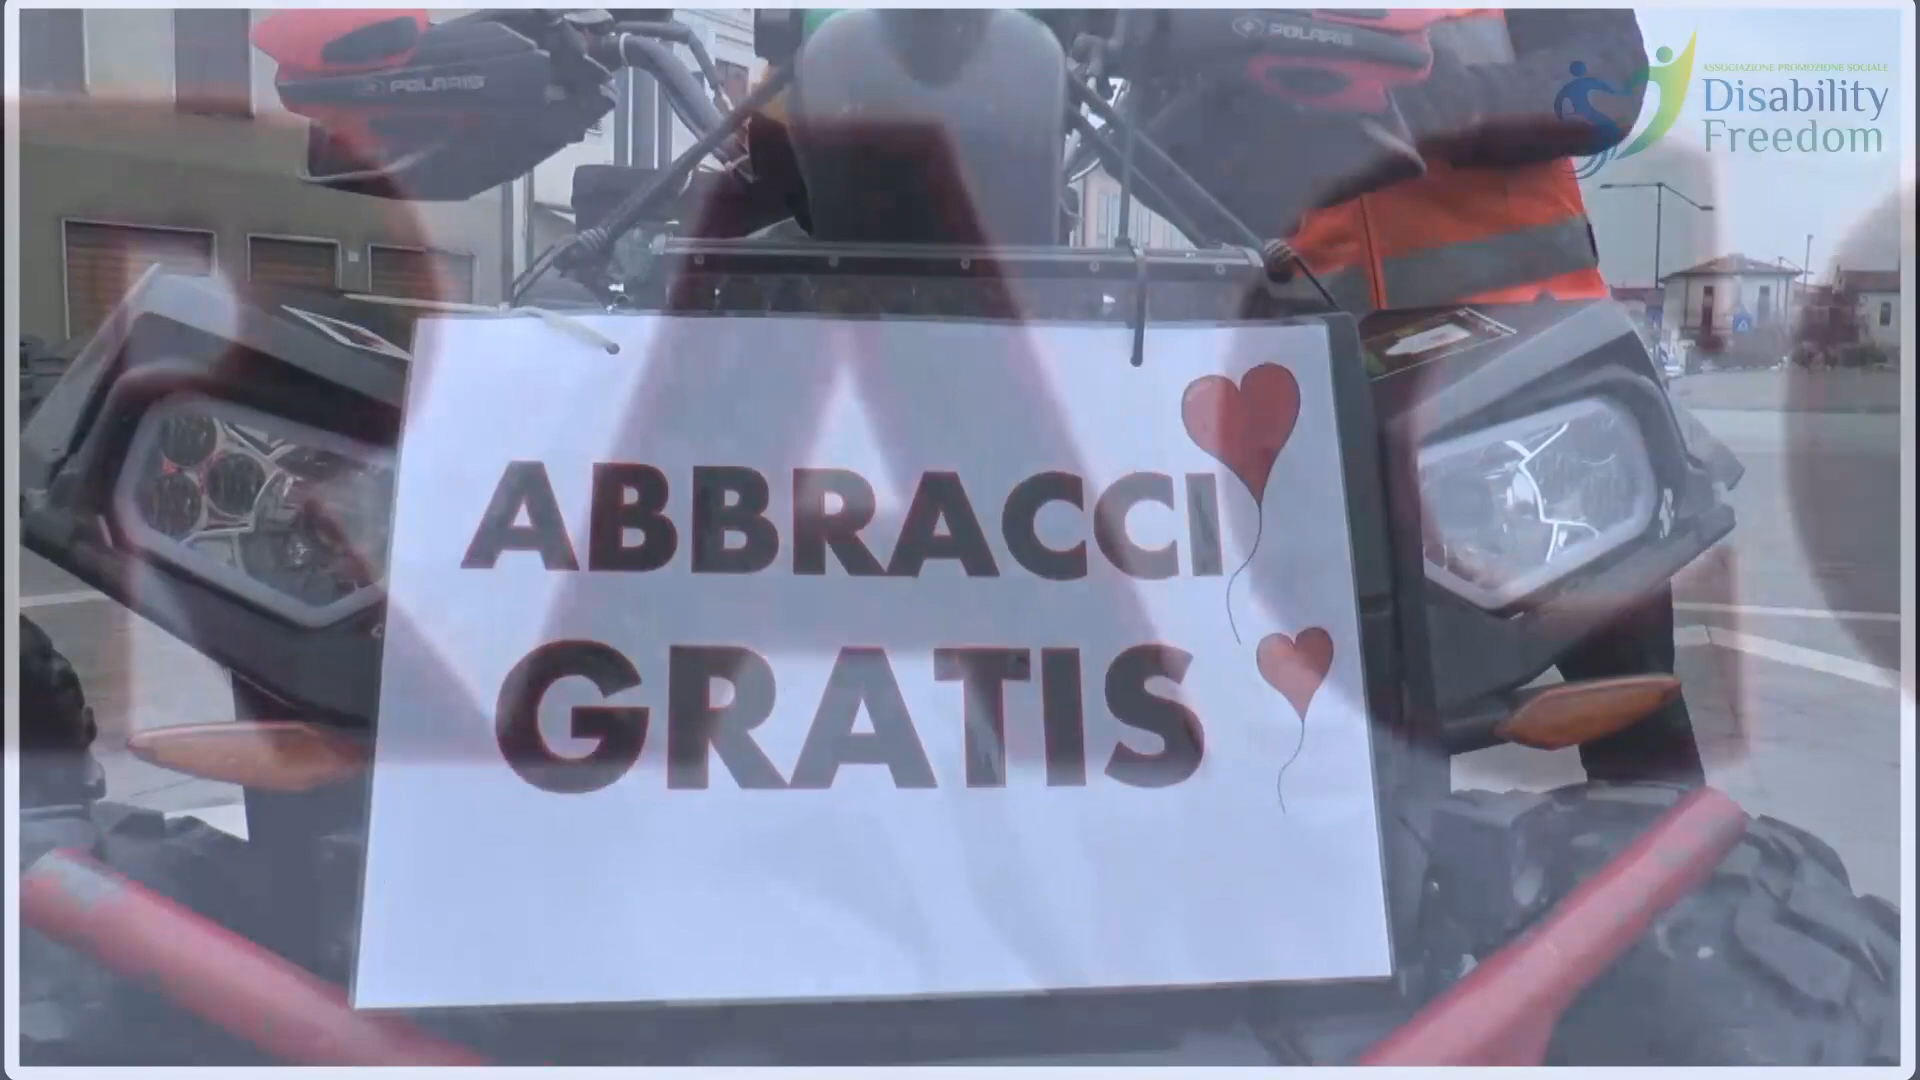 POLARIS
POLARIS
ASSOCIAZIONE PROMOZIONE SOCIALE
Disability
Freedom
ABBRACCI
GRATIS